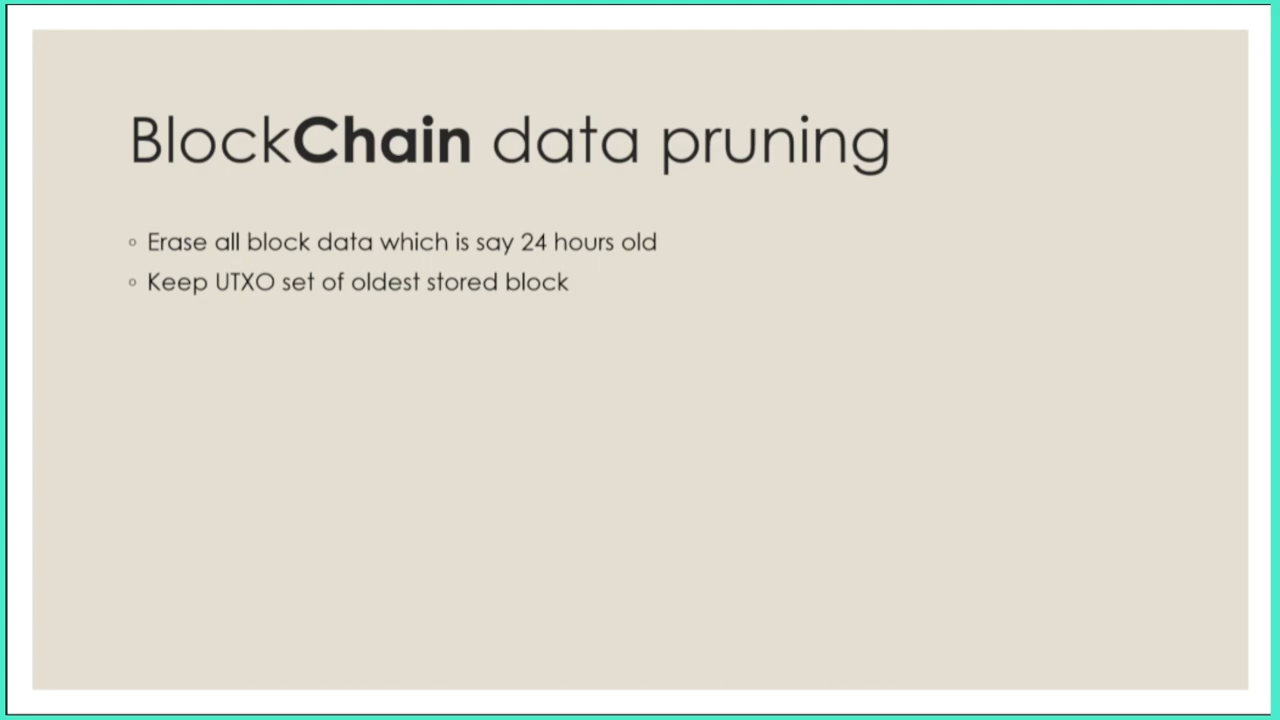 BlockChain data pruning
Erase all block data which is say 24 hours old
Keep UTXO set of oldest stored block